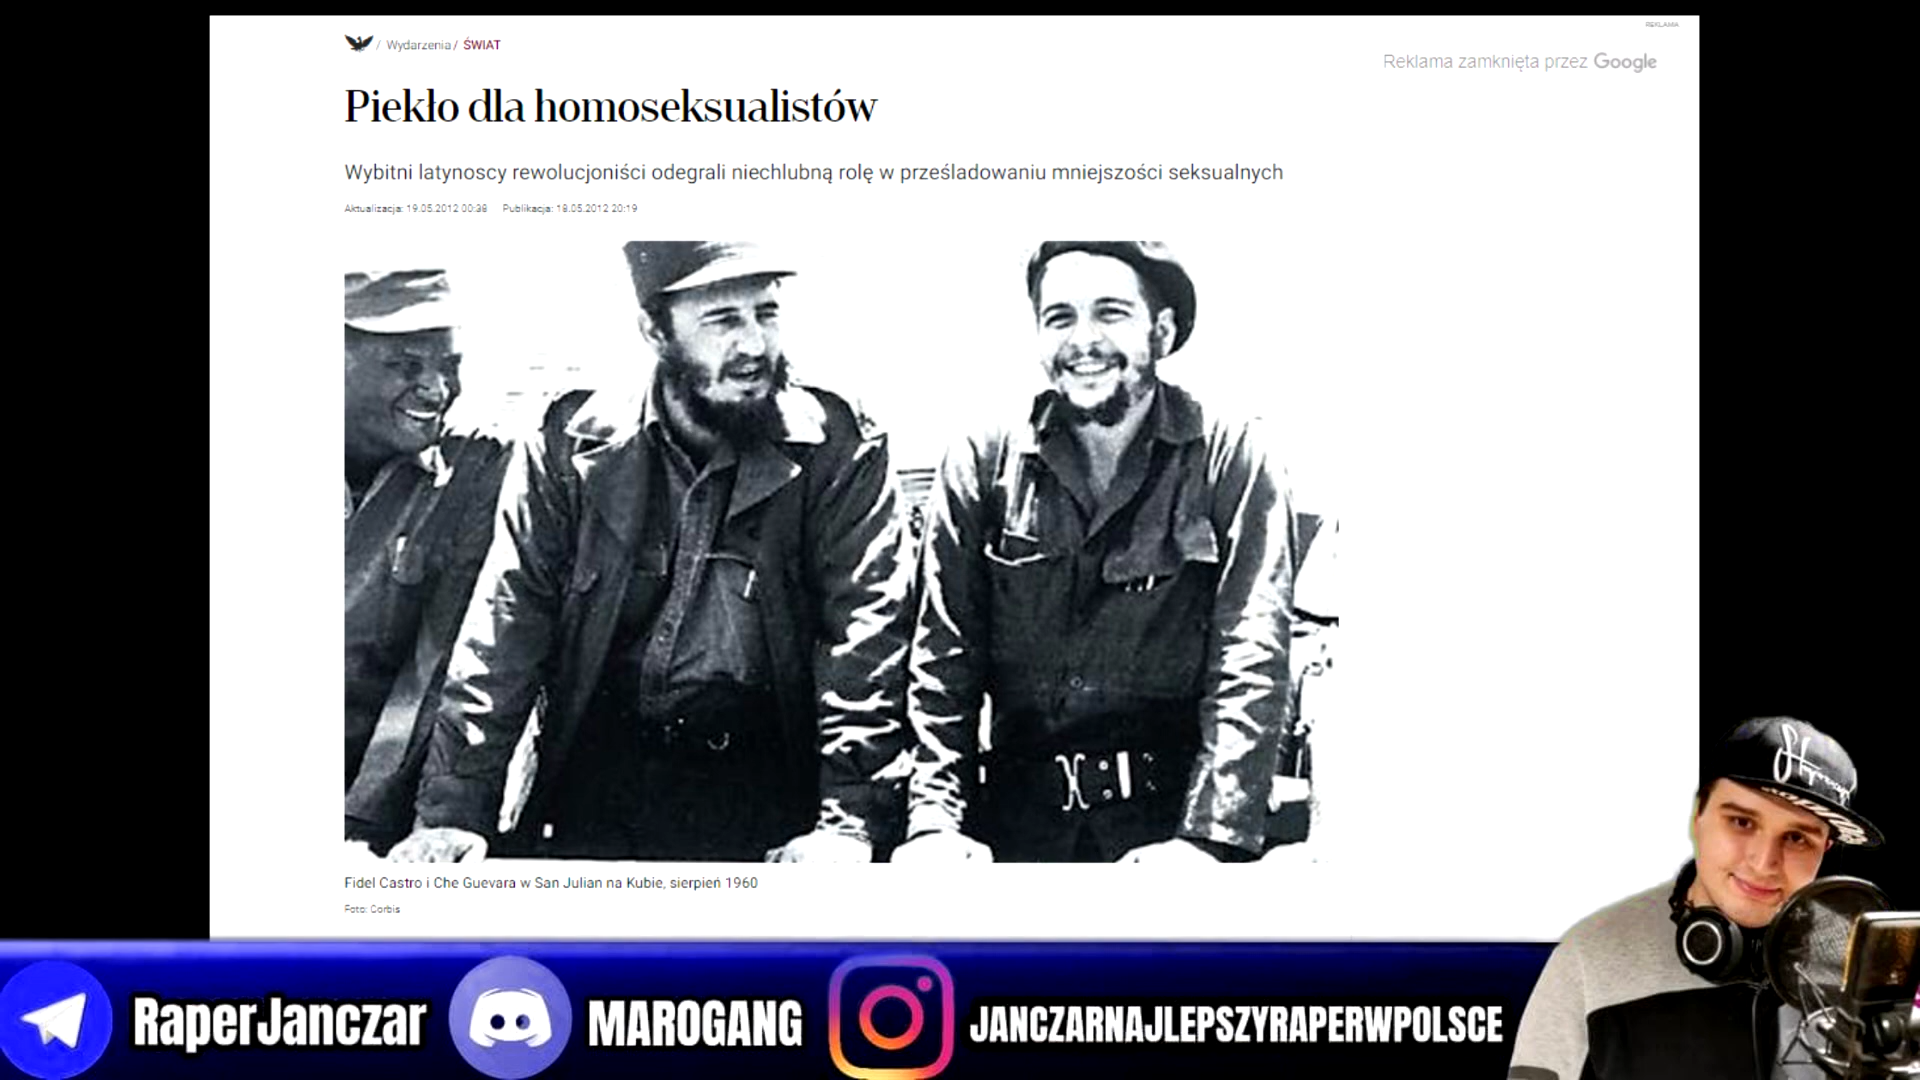 REKLAMA
/ Wydarzenia / ŚWIAT
Reklama zamknięta przez Google
Piekło dla homoseksualistów
Wybitni latynoscy rewolucjoniści odegrali niechlubną rolę w prześladowaniu mniejszości seksualnych
Aktualizacja: 19.05.2012 00:38 Publikacja: 18.05.2012 20:19
Fidel Castro i Che Guevara w San Julian na Kubie, sierpień 1960
Foto: Corbis
RaperJanczar
MAROGANG
JANCZARNAJLEPSZYRAPERWPOLSCE